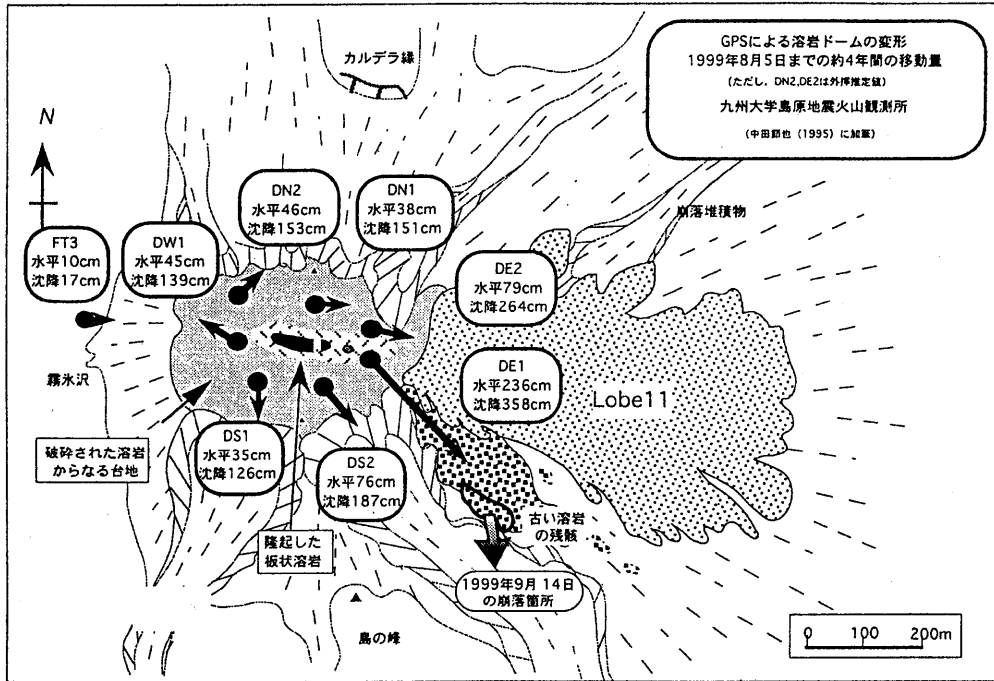 カルデラ縁
GPSによる溶岩ドームの変形
1999年8月5日までの約4年間の移動量
(ただし，DN2,DE2は外挿推定値)
九州大学島原地震火山観測所
(中田節也 (1995) に加筆)
N
FT3
水平10cm
沈降17cm
DW1
水平45cm
沈降139cm
DN2
水平46cm
沈降153cm
DN1
水平38cm
沈降151cm
崩落堆積物
DE2
水平79cm
沈降264cm
霧氷沢
DE1
水平236cm
沈降358cm
Lobe11
破砕された溶岩
からなる台地
DS1
水平35cm
沈降126cm
DS2
水平76cm
沈降187cm
隆起した
板状溶岩
古い溶岩
の残骸
1999年9月14日
の崩落箇所
島の峰
0 100 200m